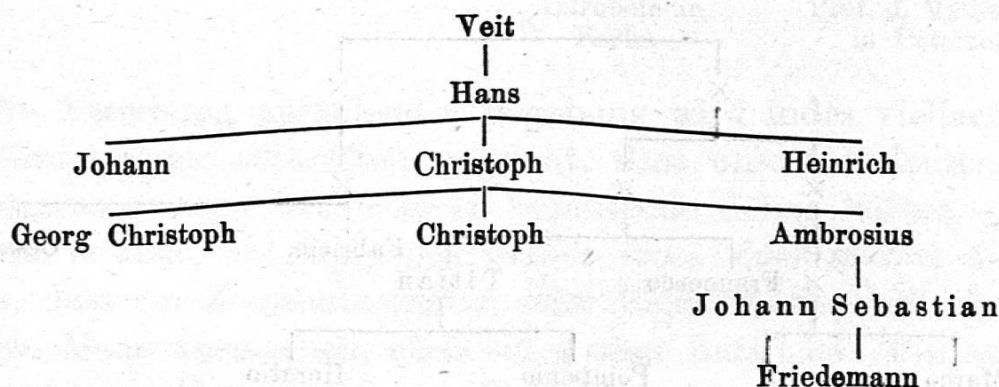 Veit
Hans
Johann Christoph Heinrich
Georg Christoph Christoph Ambrosius
Johann Sebastian
Friedemann